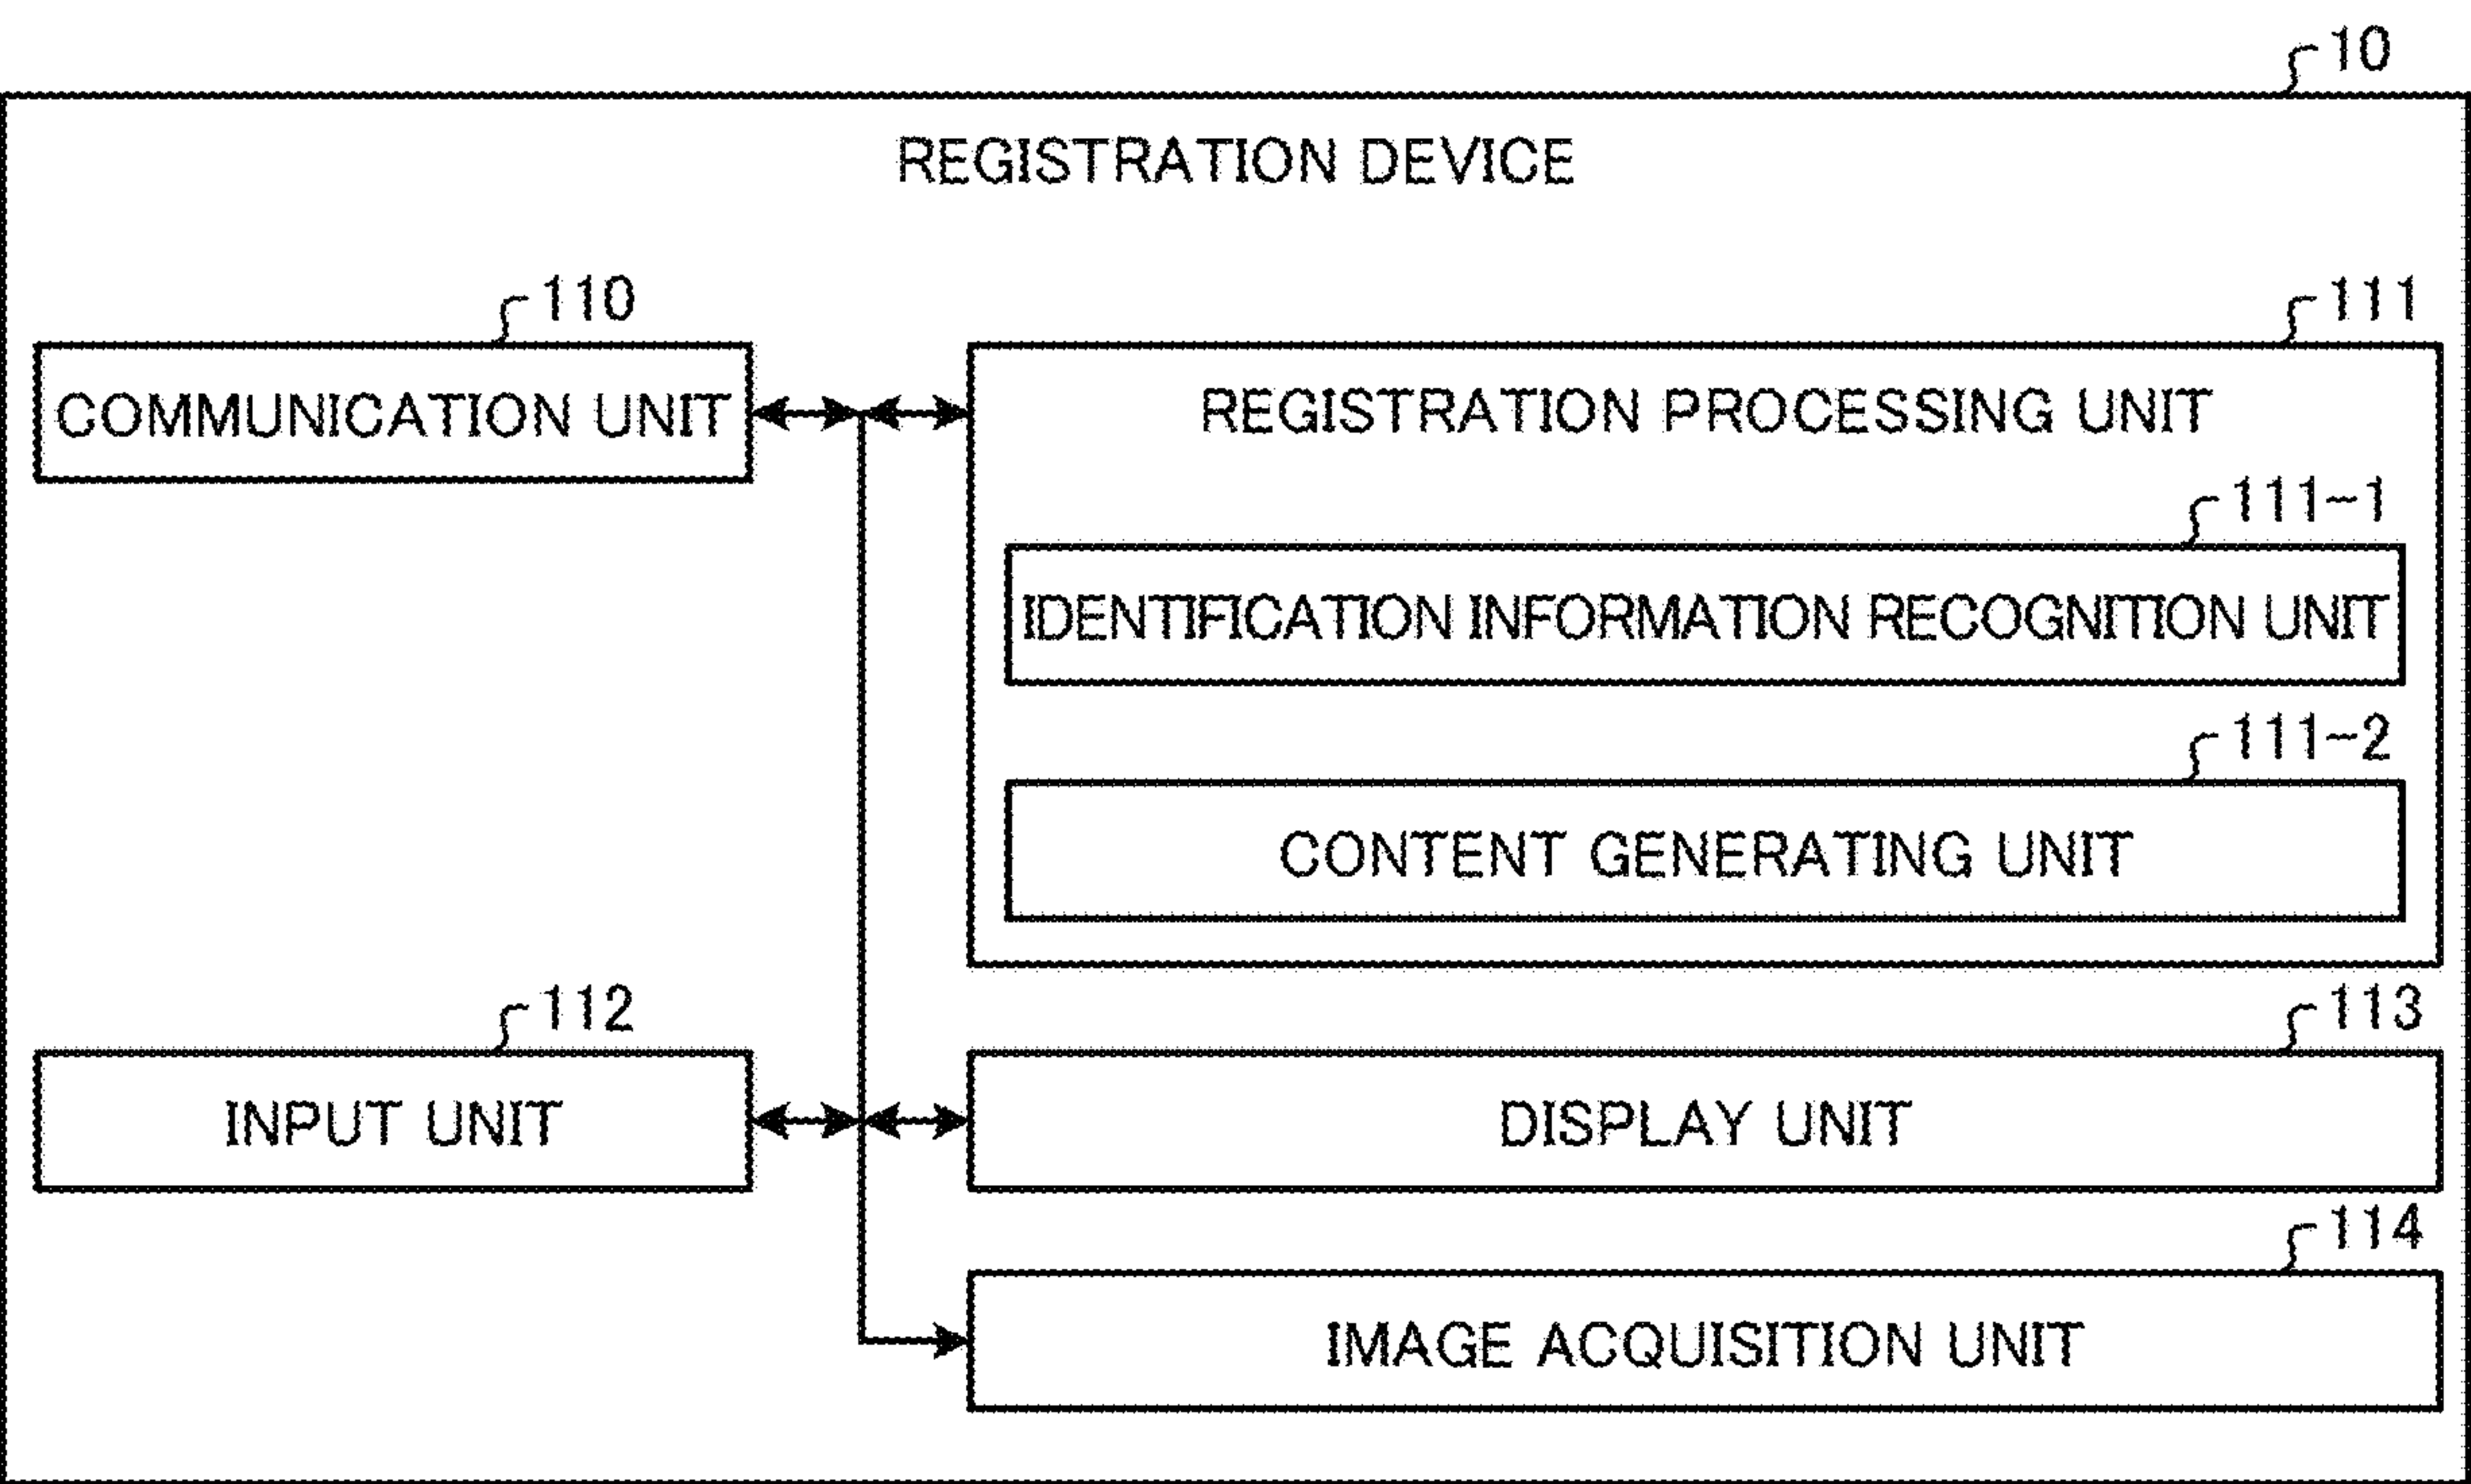 10
REGISTRATION DEVICE
110
111
COMMUNICATION UNIT
REGISTRATION PROCESSING UNIT
111-1
IDENTIFICATION INFORMATION RECOGNITION UNIT
111-2
CONTENT GENERATING UNIT
112
113
INPUT UNIT
DISPLAY UNIT
114
IMAGE ACQUISITION UNIT